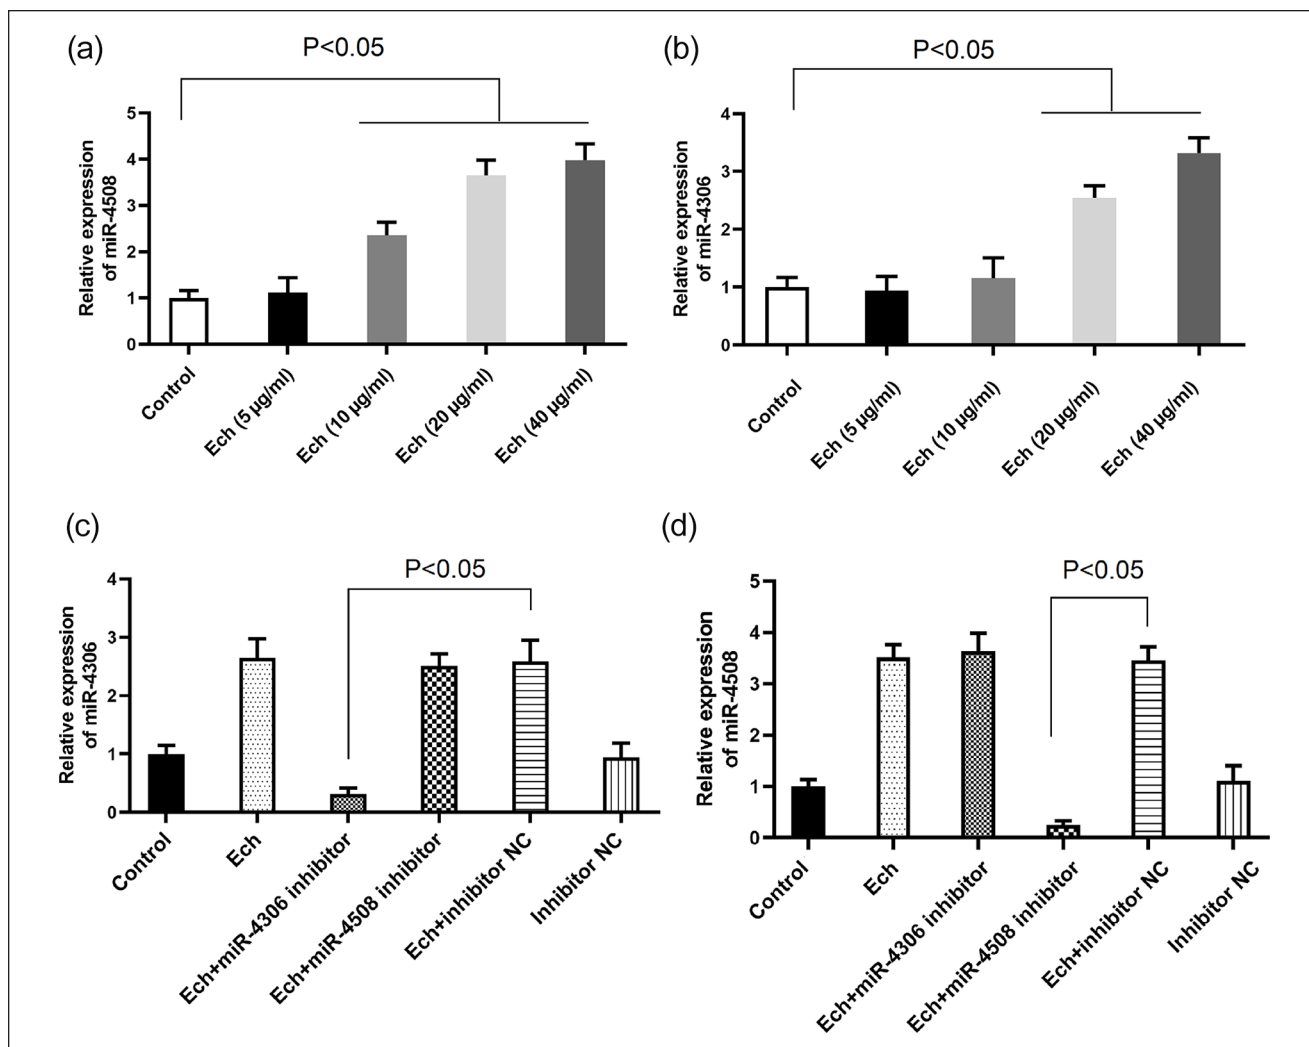 (a)
P<0.05
Relative expression
of miR-4508
5
4
3
2
1
0
Control
Ech (5 µg/ml)
Ech (10 µg/ml)
Ech (20 µg/ml)
Ech (40 µg/ml)
(b)
P<0.05
Relative expression
of miR-4306
4
3
2
1
0
Control
Ech (5 µg/ml)
Ech (10 µg/ml)
Ech (20 µg/ml)
Ech (40 µg/ml)
(c)
P<0.05
Relative expression
of miR-4306
4
3
2
1
0
Control
Ech
Ech+miR-4306 inhibitor
Ech+miR-4508 inhibitor
Ech+inhibitor NC
Inhibitor NC
(d)
P<0.05
Relative expression
of miR-4508
5
4
3
2
1
0
Control
Ech
Ech+miR-4306 inhibitor
Ech+miR-4508 inhibitor
Ech+inhibitor NC
Inhibitor NC